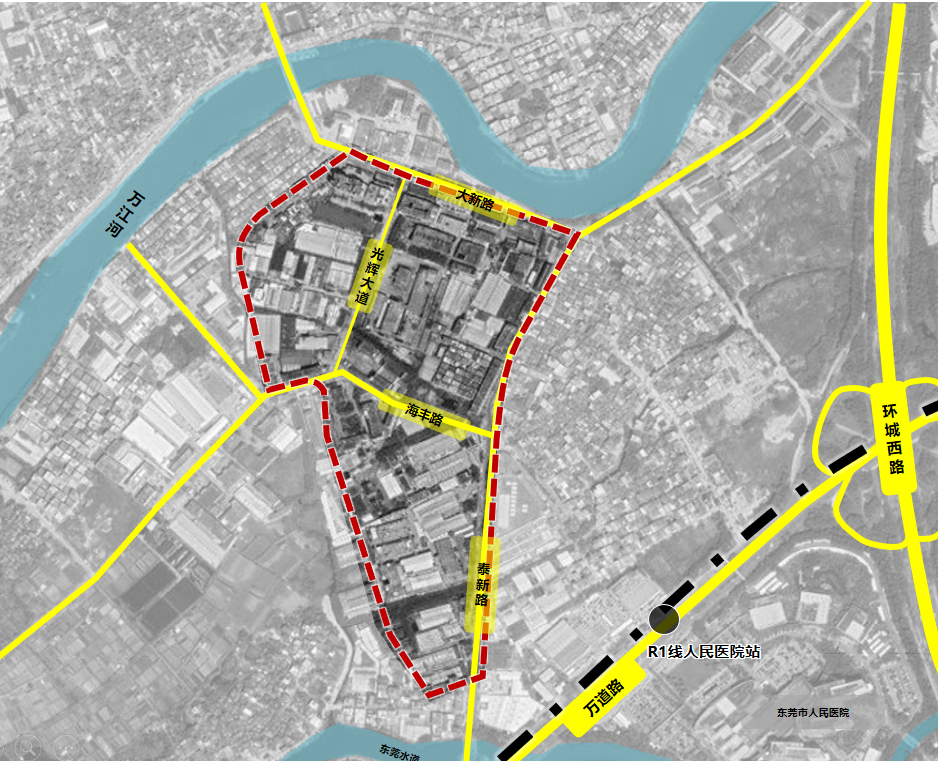 大新路
万江河
光辉大道
海丰路
环城西路
泰新路
R1线人民医院站
万道路
东莞市人民医院
东莞水道